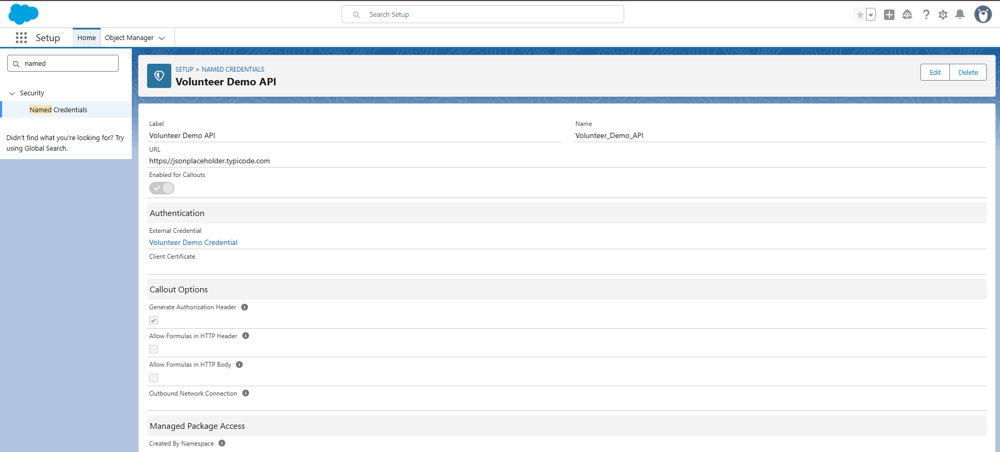 Search Setup
Setup
Home
Object Manager
named
Security
Named Credentials
Didn't find what you're looking for? Try
using Global Search.
SETUP > NAMED CREDENTIALS
Volunteer Demo API
Edit
Delete
Label
Volunteer Demo API
Name
Volunteer_Demo_API
URL
https://jsonplaceholder.typicode.com
Enabled for Callouts
Authentication
External Credential
Volunteer Demo Credential
Client Certificate
Callout Options
Generate Authorization Header
Allow Formulas in HTTP Header
Allow Formulas in HTTP Body
Outbound Network Connection
Managed Package Access
Created By Namespace